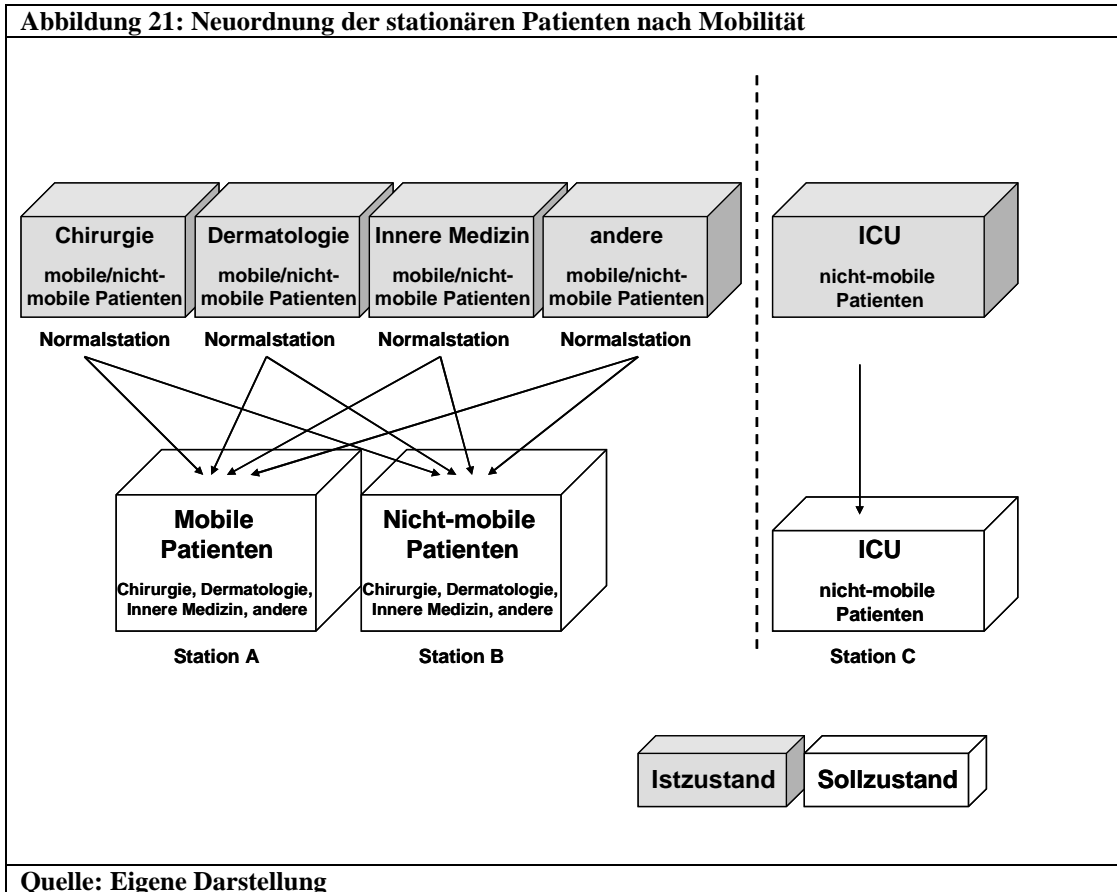 Abbildung 21: Neuordnung der stationären Patienten nach Mobilität
Chirurgie
mobile/nicht-
mobile Patienten
Normalstation
Dermatologie
mobile/nicht-
mobile Patienten
Normalstation
Innere Medizin
mobile/nicht-
mobile Patienten
Normalstation
andere
mobile/nicht-
mobile Patienten
Normalstation
ICU
nicht-mobile
Patienten
Mobile
Patienten
Chirurgie, Dermatologie,
Innere Medizin, andere
Station A
Nicht-mobile
Patienten
Chirurgie, Dermatologie,
Innere Medizin, andere
Station B
ICU
nicht-mobile
Patienten
Station C
Istzustand
Sollzustand
Quelle: Eigene Darstellung